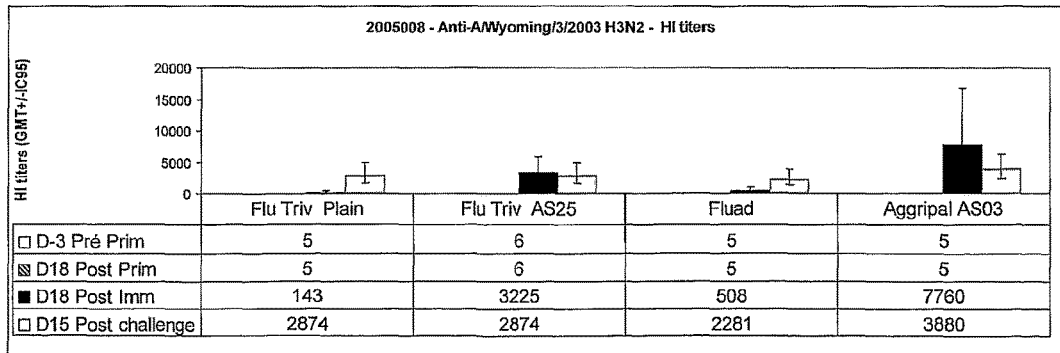 2005008 - Anti-A/Wyoming/3/2003 H3N2 - HI titers
HI titers (GMT+/-IC95)
20000
15000
10000
5000
0
Flu Triv Plain Flu Triv AS25 Fluad Aggripal AS03
D-3 Pré Prim 5 6 5 5
D18 Post Prim 5 6 5 5
D18 Post Imm 143 3225 508 7760
D15 Post challenge 2874 2874 2281 3880